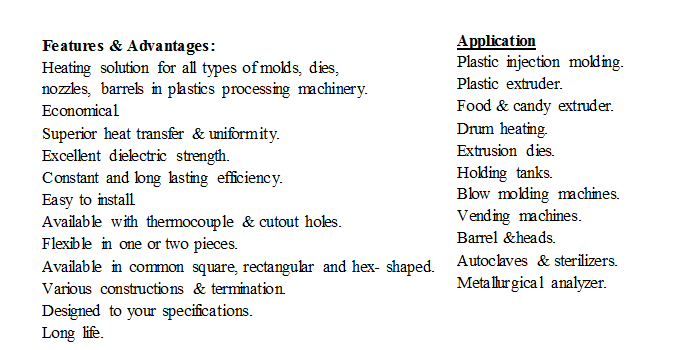 Features & Advantages:
Heating solution for all types of molds, dies,
nozzles, barrels in plastics processing machinery.
Economical.
Superior heat transfer & uniformity.
Excellent dielectric strength.
Constant and long lasting efficiency.
Easy to install.
Available with thermocouple & cutout holes.
Flexible in one or two pieces.
Available in common square, rectangular and hex- shaped.
Various constructions & termination.
Designed to your specifications.
Long life.
Application
Plastic injection molding.
Plastic extruder.
Food & candy extruder.
Drum heating.
Extrusion dies.
Holding tanks.
Blow molding machines.
Vending machines.
Barrel &heads.
Autoclaves & sterilizers.
Metallurgical analyzer.